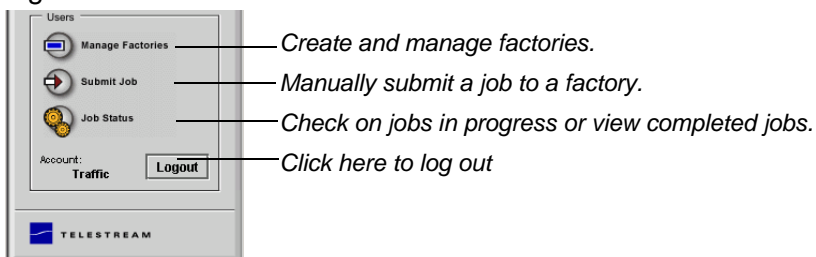 Users
Manage Factories
Create and manage factories.
Submit Job
Manually submit a job to a factory.
Job Status
Check on jobs in progress or view completed jobs.
Account:
Traffic
Logout
Click here to log out
TELESTREAM